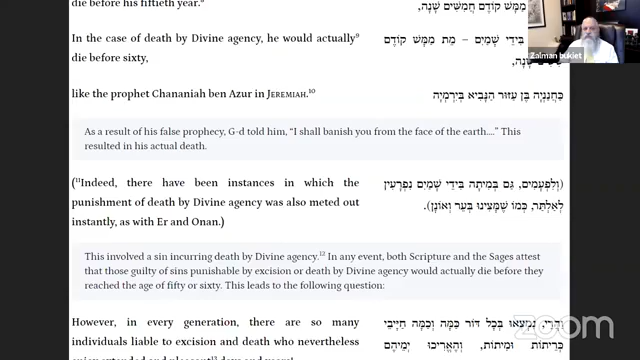 die before his fiftieth year.⁸
מַמָּשׁ קוֹדֶם חֲמִשִּׁים שָׁנָה,
In the case of death by Divine agency, he would actually⁹
die before sixty,
בִּידֵי שָׁמַיִם – מֵת מַמָּשׁ קוֹדֶם
שָׁנָה,
like the prophet Chananiah ben Azur in JEREMIAH.¹⁰
כַּחֲנַנְיָה בֶּן עַזּוּר הַנָּבִיא בְּיִרְמְיָה
As a result of his false prophecy, G-d told him, “I shall banish you from the face of the earth....” This
resulted in his actual death.
(¹¹Indeed, there have been instances in which the
punishment of death by Divine agency was also meted out
instantly, as with Er and Onan.)
(וְלִפְעָמִים, גַּם בְּמִיתָה בִּידֵי שָׁמַיִם נִפְרָעִין
לְאַלְתַּר, כְּמוֹ שֶׁמָּצִינוּ בְּעֵר וְאוֹנָן).
This involved a sin incurring death by Divine agency.¹² In any event, both Scripture and the Sages attest
that those guilty of sins punishable by excision or death by Divine agency would actually die before they
reached the age of fifty or sixty. This leads to the following question:
However, in every generation, there are so many
individuals liable to excision and death who nevertheless
וַהֲרֵי, נִמְצְאוּ בְּכָל דּוֹר כַּמָּה וְכַמָּה חַיָּיבֵי
כָּרֵיתוֹת וּמִיתוֹת, וְהֶאֱרִיכוּ יְמֵיהֶם
Zalman bukiet
zoom